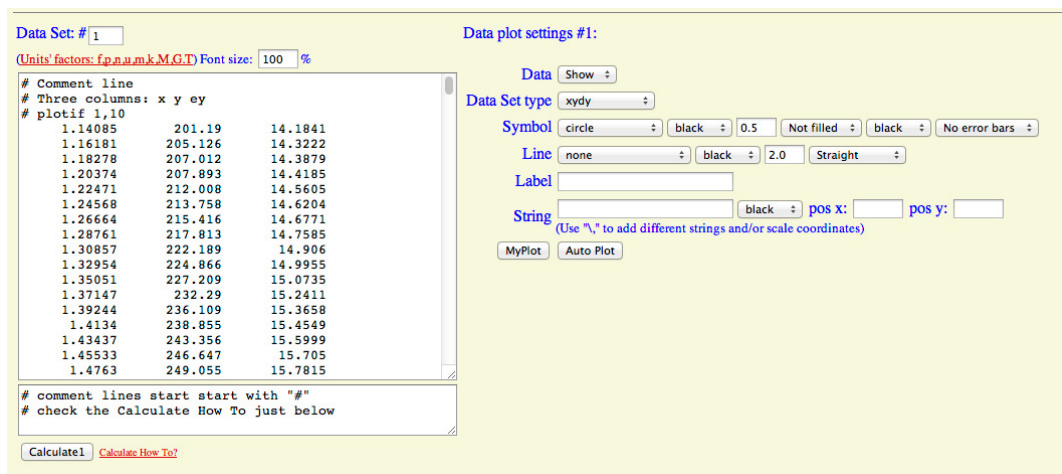 Data Set: # 1
(Units' factors: f,p,n,u,m,k,M,G.T) Font size: 100 %
# Comment line
# Three columns: x y ey
# plotif 1,10
1.14085 201.19 14.1841
1.16181 205.126 14.3222
1.18278 207.012 14.3879
1.20374 207.893 14.4185
1.22471 212.008 14.5605
1.24568 213.758 14.6204
1.26664 215.416 14.6771
1.28761 217.813 14.7585
1.30857 222.189 14.906
1.32954 224.866 14.9955
1.35051 227.209 15.0735
1.37147 232.29 15.2411
1.39244 236.109 15.3658
1.4134 238.855 15.4549
1.43437 243.356 15.5999
1.45533 246.647 15.705
1.4763 249.055 15.7815
# comment lines start start with "#"
# check the Calculate How To just below
Calculate1 Calculate How To?
Data plot settings #1:
Data Show
Data Set type xydy
Symbol circle black 0.5 Not filled black No error bars
Line none black 2.0 Straight
Label
String black pos x: pos y:
(Use "\," to add different strings and/or scale coordinates)
MyPlot Auto Plot